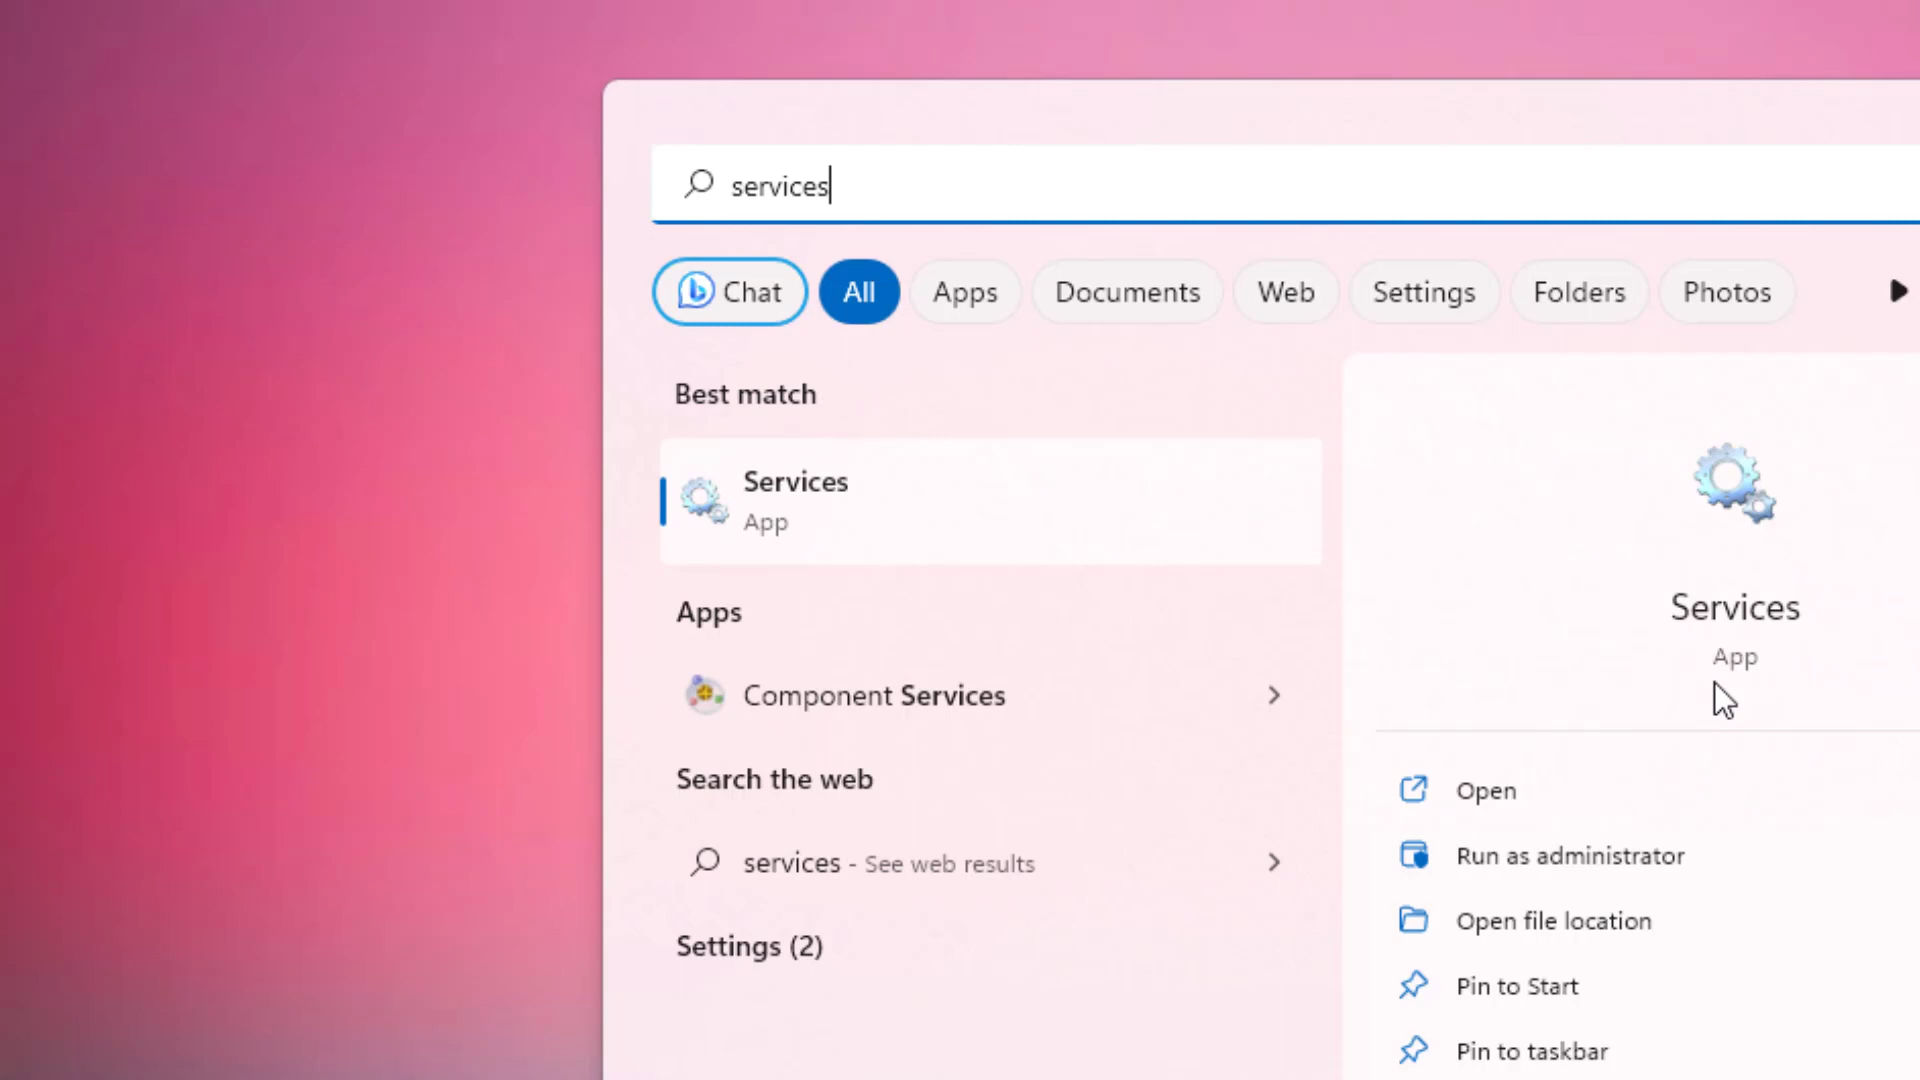 services
Chat All Apps Documents Web Settings Folders Photos
Best match
Services
App
Apps
Component Services
Search the web
services - See web results
Settings (2)
Services
App
Open
Run as administrator
Open file location
Pin to Start
Pin to taskbar